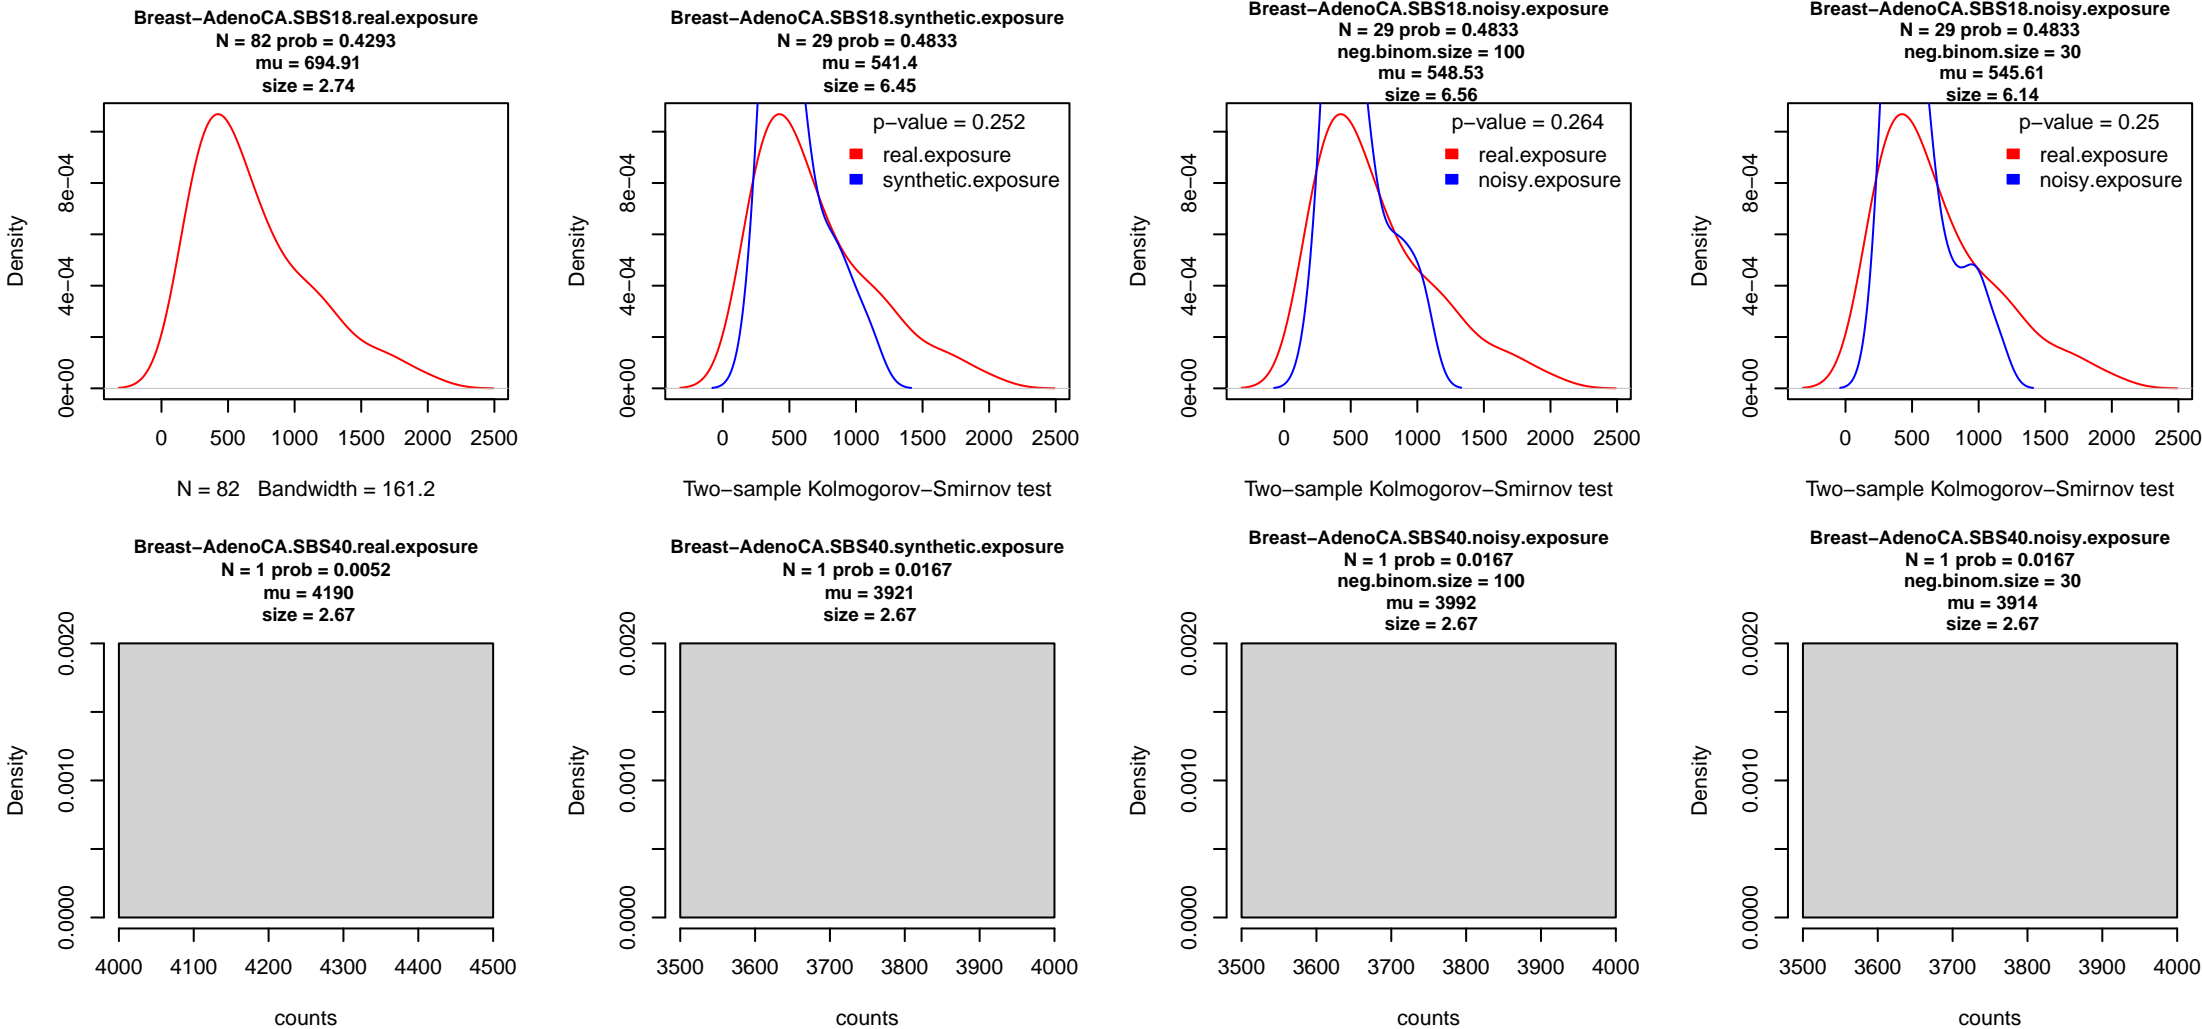 Breast−AdenoCA.SBS18.real.exposure
N = 82 prob = 0.4293
mu = 694.91
size = 2.74
Density
0e+00 4e−04 8e−04
0 500 1000 1500 2000 2500
N = 82 Bandwidth = 161.2
Breast−AdenoCA.SBS18.synthetic.exposure
N = 29 prob = 0.4833
mu = 541.4
size = 6.45
p−value = 0.252
real.exposure
synthetic.exposure
Density
0e+00 4e−04 8e−04
0 500 1000 1500 2000 2500
Two−sample Kolmogorov−Smirnov test
Breast−AdenoCA.SBS18.noisy.exposure
N = 29 prob = 0.4833
neg.binom.size = 100
mu = 548.53
size = 6.56
p−value = 0.264
real.exposure
noisy.exposure
Density
0e+00 4e−04 8e−04
0 500 1000 1500 2000 2500
Two−sample Kolmogorov−Smirnov test
Breast−AdenoCA.SBS18.noisy.exposure
N = 29 prob = 0.4833
neg.binom.size = 30
mu = 545.61
size = 6.14
p−value = 0.25
real.exposure
noisy.exposure
Density
0e+00 4e−04 8e−04
0 500 1000 1500 2000 2500
Two−sample Kolmogorov−Smirnov test
Breast−AdenoCA.SBS40.real.exposure
N = 1 prob = 0.0052
mu = 4190
size = 2.67
Density
0.0000 0.0010 0.0020
4000 4100 4200 4300 4400 4500
counts
Breast−AdenoCA.SBS40.synthetic.exposure
N = 1 prob = 0.0167
mu = 3921
size = 2.67
Density
0.0000 0.0010 0.0020
3500 3600 3700 3800 3900 4000
counts
Breast−AdenoCA.SBS40.noisy.exposure
N = 1 prob = 0.0167
neg.binom.size = 100
mu = 3992
size = 2.67
Density
0.0000 0.0010 0.0020
3500 3600 3700 3800 3900 4000
counts
Breast−AdenoCA.SBS40.noisy.exposure
N = 1 prob = 0.0167
neg.binom.size = 30
mu = 3914
size = 2.67
Density
0.0000 0.0010 0.0020
3500 3600 3700 3800 3900 4000
counts